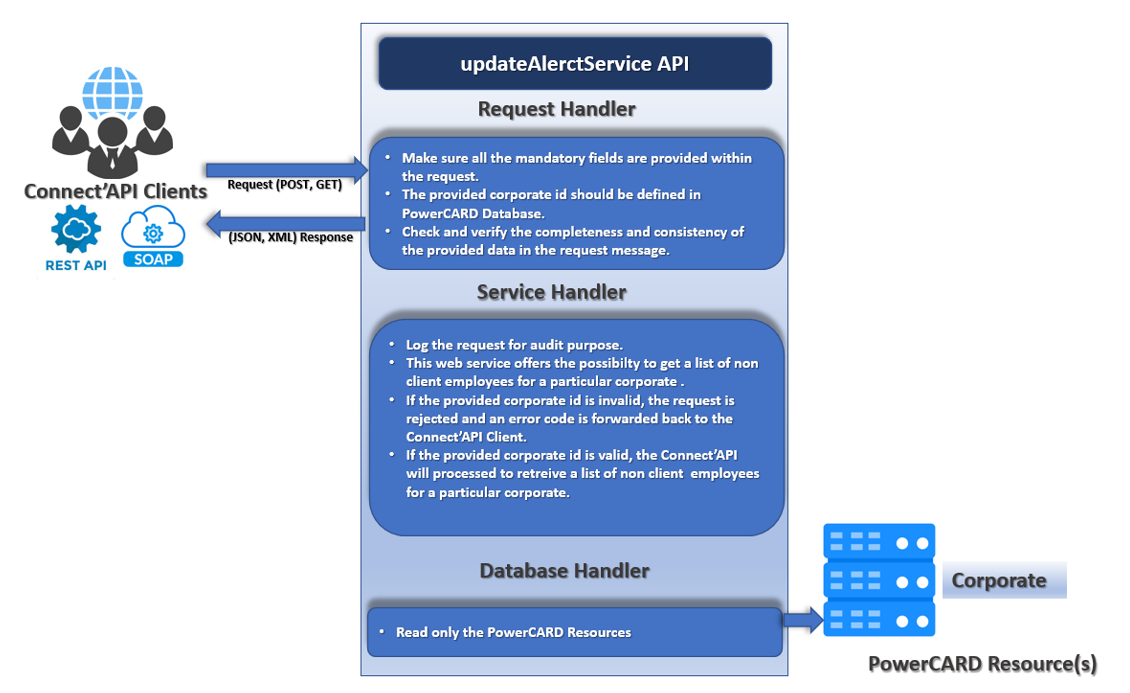 updateAlerctService API
Request Handler
• Make sure all the mandatory fields are provided within
the request.
• The provided corporate id should be defined in
PowerCARD Database.
• Check and verify the completeness and consistency of
the provided data in the request message.
Connect'API Clients
Request (POST, GET)
(JSON, XML) Response
REST API
SOAP
Service Handler
• Log the request for audit purpose.
• This web service offers the possibilty to get a list of non
client employees for a particular corporate .
• If the provided corporate id is invalid, the request is
rejected and an error code is forwarded back to the
Connect'API Client.
• If the provided corporate id is valid, the Connect'API
will processed to retreive a list of non client employees
for a particular corporate.
Database Handler
• Read only the PowerCARD Resources
Corporate
PowerCARD Resource(s)